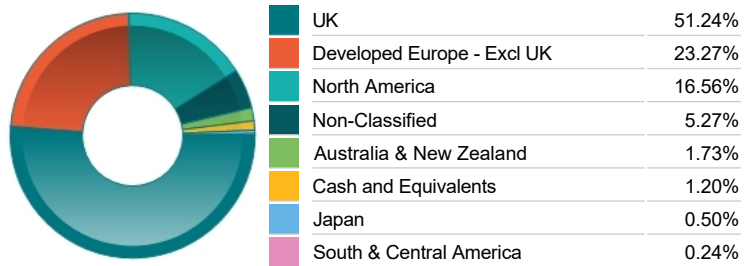 UK 51.24%
Developed Europe - Excl UK 23.27%
North America 16.56%
Non-Classified 5.27%
Australia & New Zealand 1.73%
Cash and Equivalents 1.20%
Japan 0.50%
South & Central America 0.24%